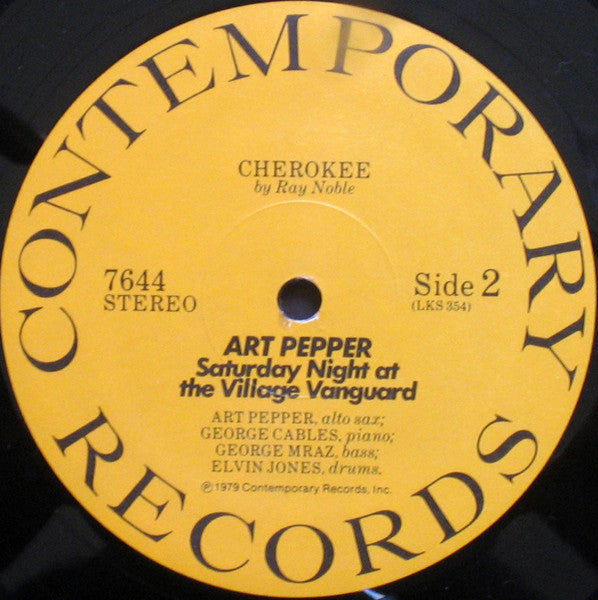 CONTEMPORARY
CHEROKEE
by Ray Noble
7644
STEREO
Side 2
(LKS 354)
ART PEPPER
Saturday Night at
the Village Vanguard
ART PEPPER, alto sax;
GEORGE CABLES, piano;
GEORGE MRAZ, bass;
ELVIN JONES, drums.
℗1979 Contemporary Records, Inc.
RECORDS